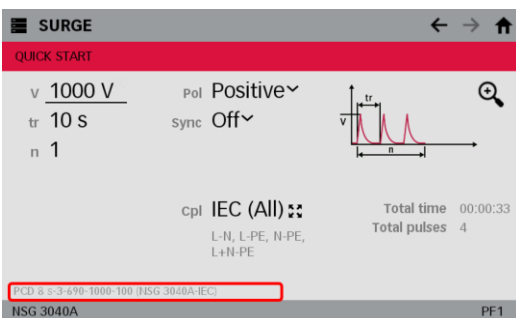 SURGE
QUICK START
V 1000 V
Pol Positive
tr 10 s
Sync Off
n 1
tr
V
n
Cpl IEC (All)
L-N, L-PE, N-PE,
L+N-PE
Total time 00:00:33
Total pulses 4
PCD & s-3-690-1000-100 (NSG 3040A-IEC)
NSG 3040A
PF1